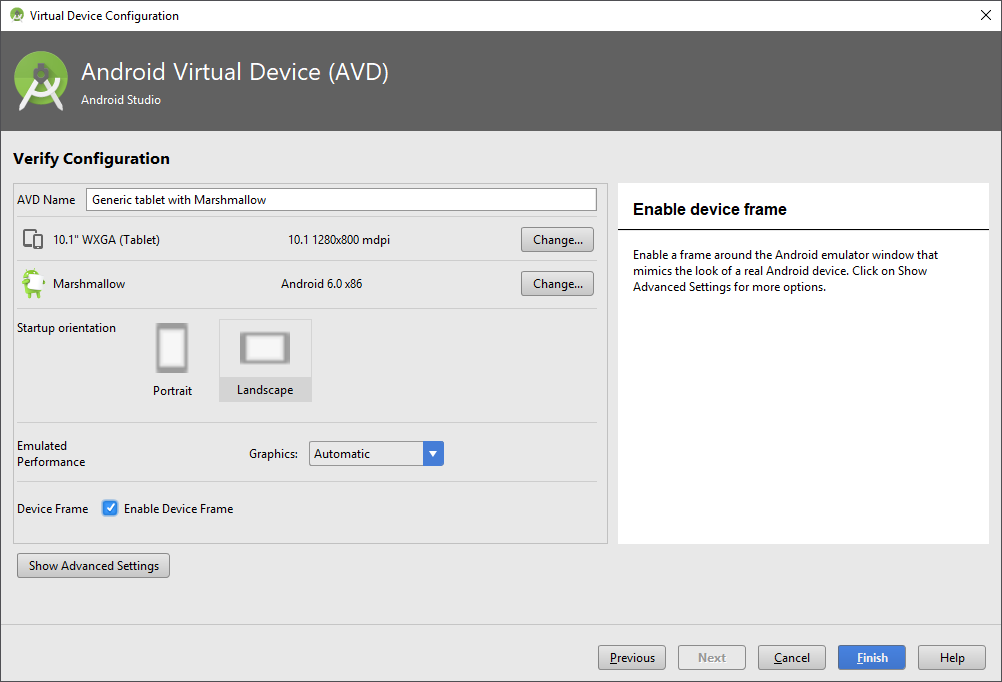 Virtual Device Configuration
Android Virtual Device (AVD)
Android Studio
Verify Configuration
AVD Name Generic tablet with Marshmallow
10.1" WXGA (Tablet) 10.1 1280x800 mdpi Change...
Marshmallow Android 6.0 x86 Change...
Startup orientation
Portrait Landscape
Emulated
Performance
Graphics: Automatic
Device Frame Enable Device Frame
Show Advanced Settings
Enable device frame
Enable a frame around the Android emulator window that
mimics the look of a real Android device. Click on Show
Advanced Settings for more options.
Previous Next Cancel Finish Help